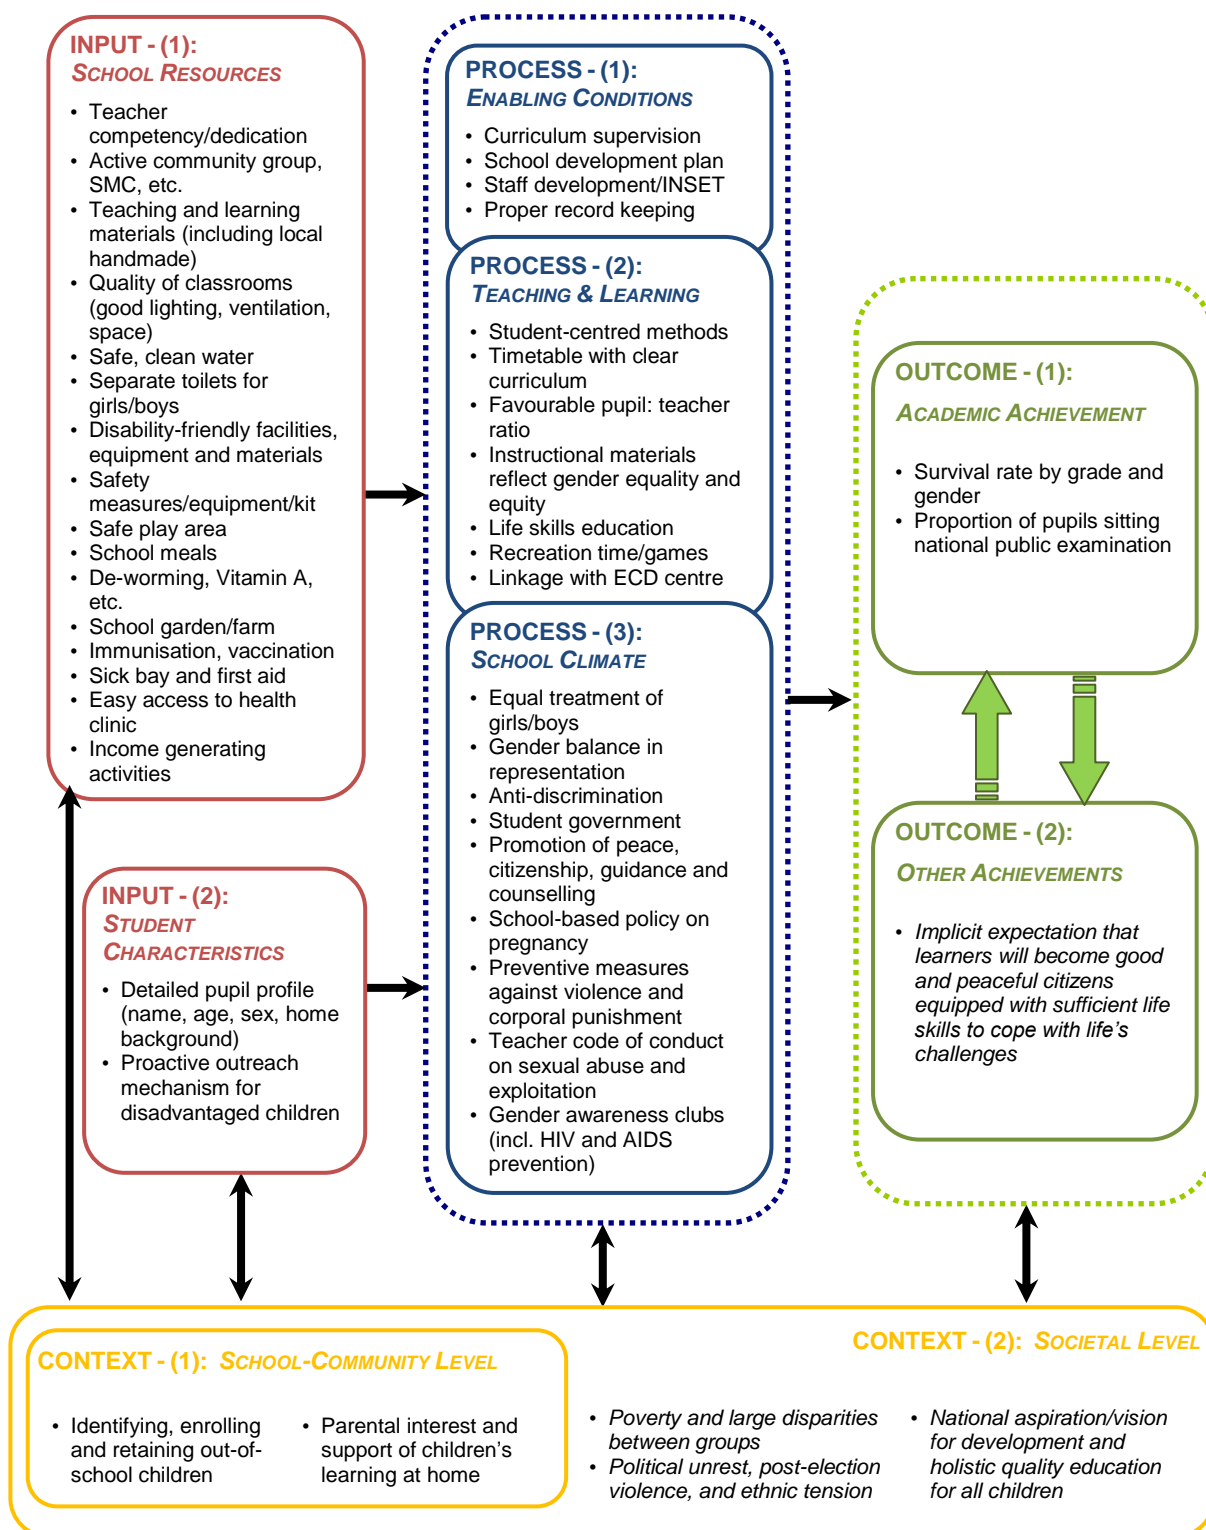 INPUT - (1):
SCHOOL RESOURCES
• Teacher
competency/dedication
• Active community group,
SMC, etc.
• Teaching and learning
materials (including local
handmade)
• Quality of classrooms
(good lighting, ventilation,
space)
• Safe, clean water
• Separate toilets for
girls/boys
• Disability-friendly facilities,
equipment and materials
• Safety
measures/equipment/kit
• Safe play area
• School meals
• De-worming, Vitamin A,
etc.
• School garden/farm
• Immunisation, vaccination
• Sick bay and first aid
• Easy access to health
clinic
• Income generating
activities
INPUT - (2):
STUDENT
CHARACTERISTICS
• Detailed pupil profile
(name, age, sex, home
background)
• Proactive outreach
mechanism for
disadvantaged children
PROCESS - (1):
ENABLING CONDITIONS
• Curriculum supervision
• School development plan
• Staff development/INSET
• Proper record keeping
PROCESS - (2):
TEACHING & LEARNING
• Student-centred methods
• Timetable with clear
curriculum
• Favourable pupil: teacher
ratio
• Instructional materials
reflect gender equality and
equity
• Life skills education
• Recreation time/games
• Linkage with ECD centre
PROCESS - (3):
SCHOOL CLIMATE
• Equal treatment of
girls/boys
• Gender balance in
representation
• Anti-discrimination
• Student government
• Promotion of peace,
citizenship, guidance and
counselling
• School-based policy on
pregnancy
• Preventive measures
against violence and
corporal punishment
• Teacher code of conduct
on sexual abuse and
exploitation
• Gender awareness clubs
(incl. HIV and AIDS
prevention)
OUTCOME - (1):
ACADEMIC ACHIEVEMENT
• Survival rate by grade and
gender
• Proportion of pupils sitting
national public examination
OUTCOME - (2):
OTHER ACHIEVEMENTS
• Implicit expectation that
learners will become good
and peaceful citizens
equipped with sufficient life
skills to cope with life's
challenges
CONTEXT - (1): SCHOOL-COMMUNITY LEVEL
• Identifying, enrolling
and retaining out-of-
school children
• Parental interest and
support of children's
learning at home
CONTEXT - (2): SOCIETAL LEVEL
• Poverty and large disparities
between groups
• Political unrest, post-election
violence, and ethnic tension
• National aspiration/vision
for development and
holistic quality education
for all children